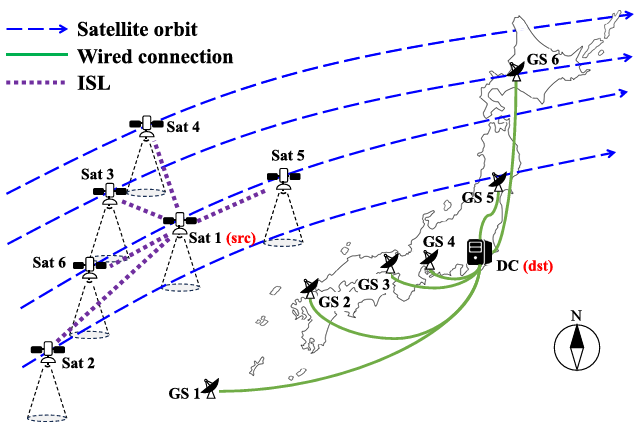 Satellite orbit
Wired connection
ISL
GS 6
Sat 4
Sat 5
Sat 3
GS 5
Sat 1 (src)
GS 4
Sat 6
DC (dst)
GS 3
GS 2
N
Sat 2
GS 1